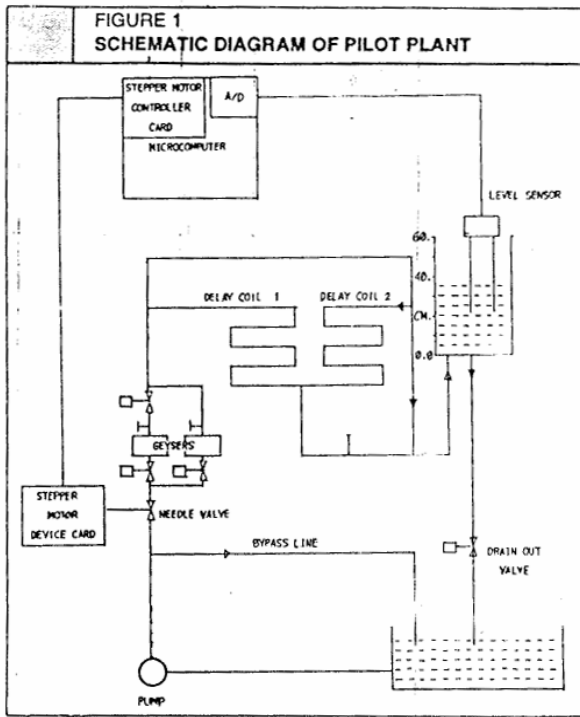 FIGURE 1
SCHEMATIC DIAGRAM OF PILOT PLANT
STEPPER MOTOR
CONTROLLER
CARD
A/D
MICROCOMPUTER
LEVEL SENSOR
60.
40.
CM.
0.0
DELAY COIL 1
DELAY COIL 2
GEYSERS
STEPPER
MOTOR
DEVICE CARD
NEEDLE VALVE
BYPASS LINE
DRAIN OUT
VALVE
PUMP